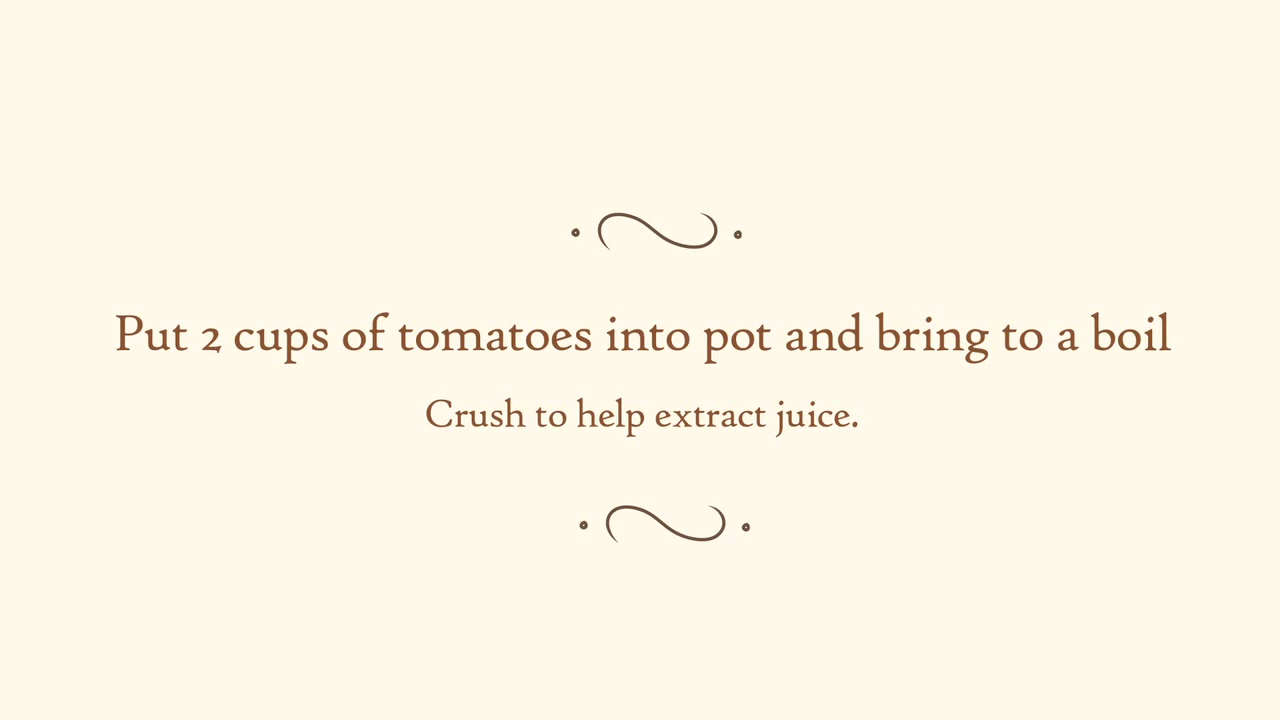 Put 2 cups of tomatoes into pot and bring to a boil
Crush to help extract juice.